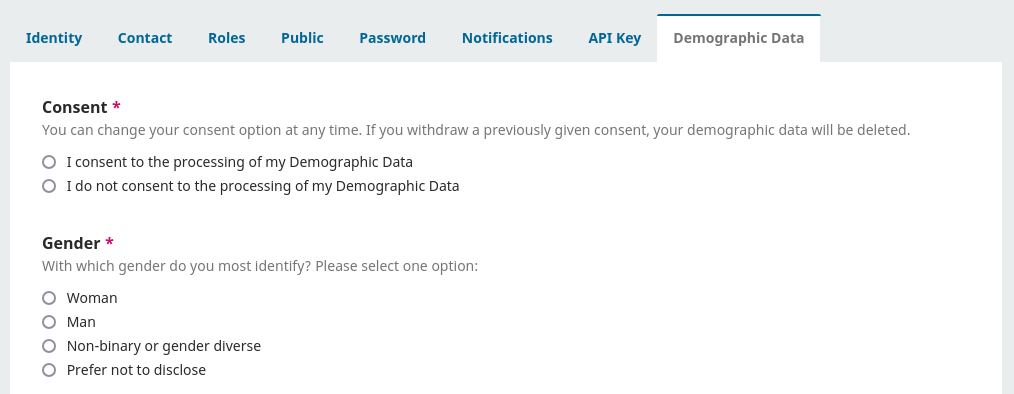 Identity Contact Roles Public Password Notifications API Key Demographic Data
Consent *
You can change your consent option at any time. If you withdraw a previously given consent, your demographic data will be deleted.
I consent to the processing of my Demographic Data
I do not consent to the processing of my Demographic Data
Gender *
With which gender do you most identify? Please select one option:
Woman
Man
Non-binary or gender diverse
Prefer not to disclose